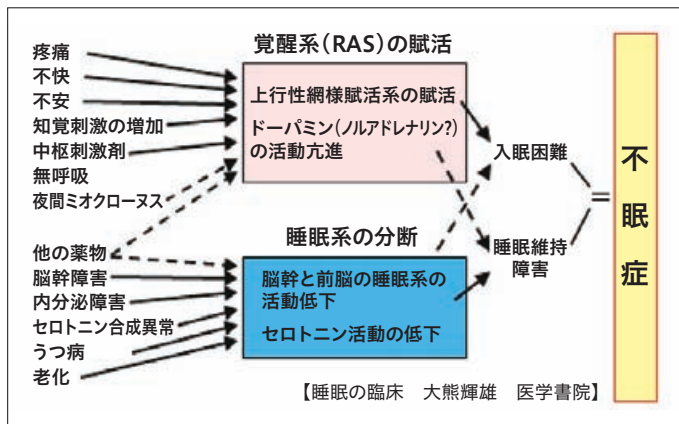 覚醒系(RAS)の賦活
疼痛
不快
不安
知覚刺激の増加
中枢刺激剤
無呼吸
夜間ミオクローヌス
上行性網様賦活系の賦活
ドーパミン(ノルアドレナリン?)
の活動亢進
他の薬物
脳幹障害
内分泌障害
セロトニン合成異常
うつ病
老化
睡眠系の分断
脳幹と前脳の睡眠系の
活動低下
セロトニン活動の低下
入眠困難
睡眠維持
障害
=
不眠症
【睡眠の臨床 大熊輝雄 医学書院】